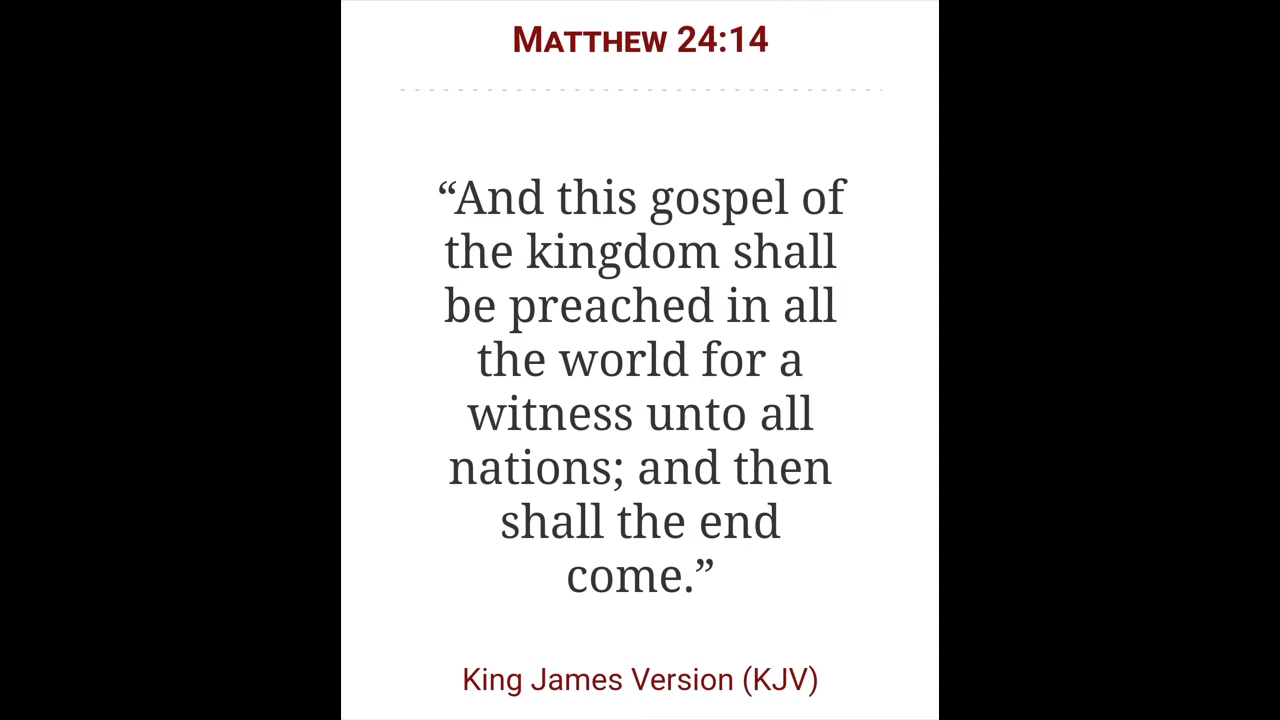 MATTHEW 24:14
“And this gospel of
the kingdom shall
be preached in all
the world for a
witness unto all
nations; and then
shall the end
come.”
King James Version (KJV)